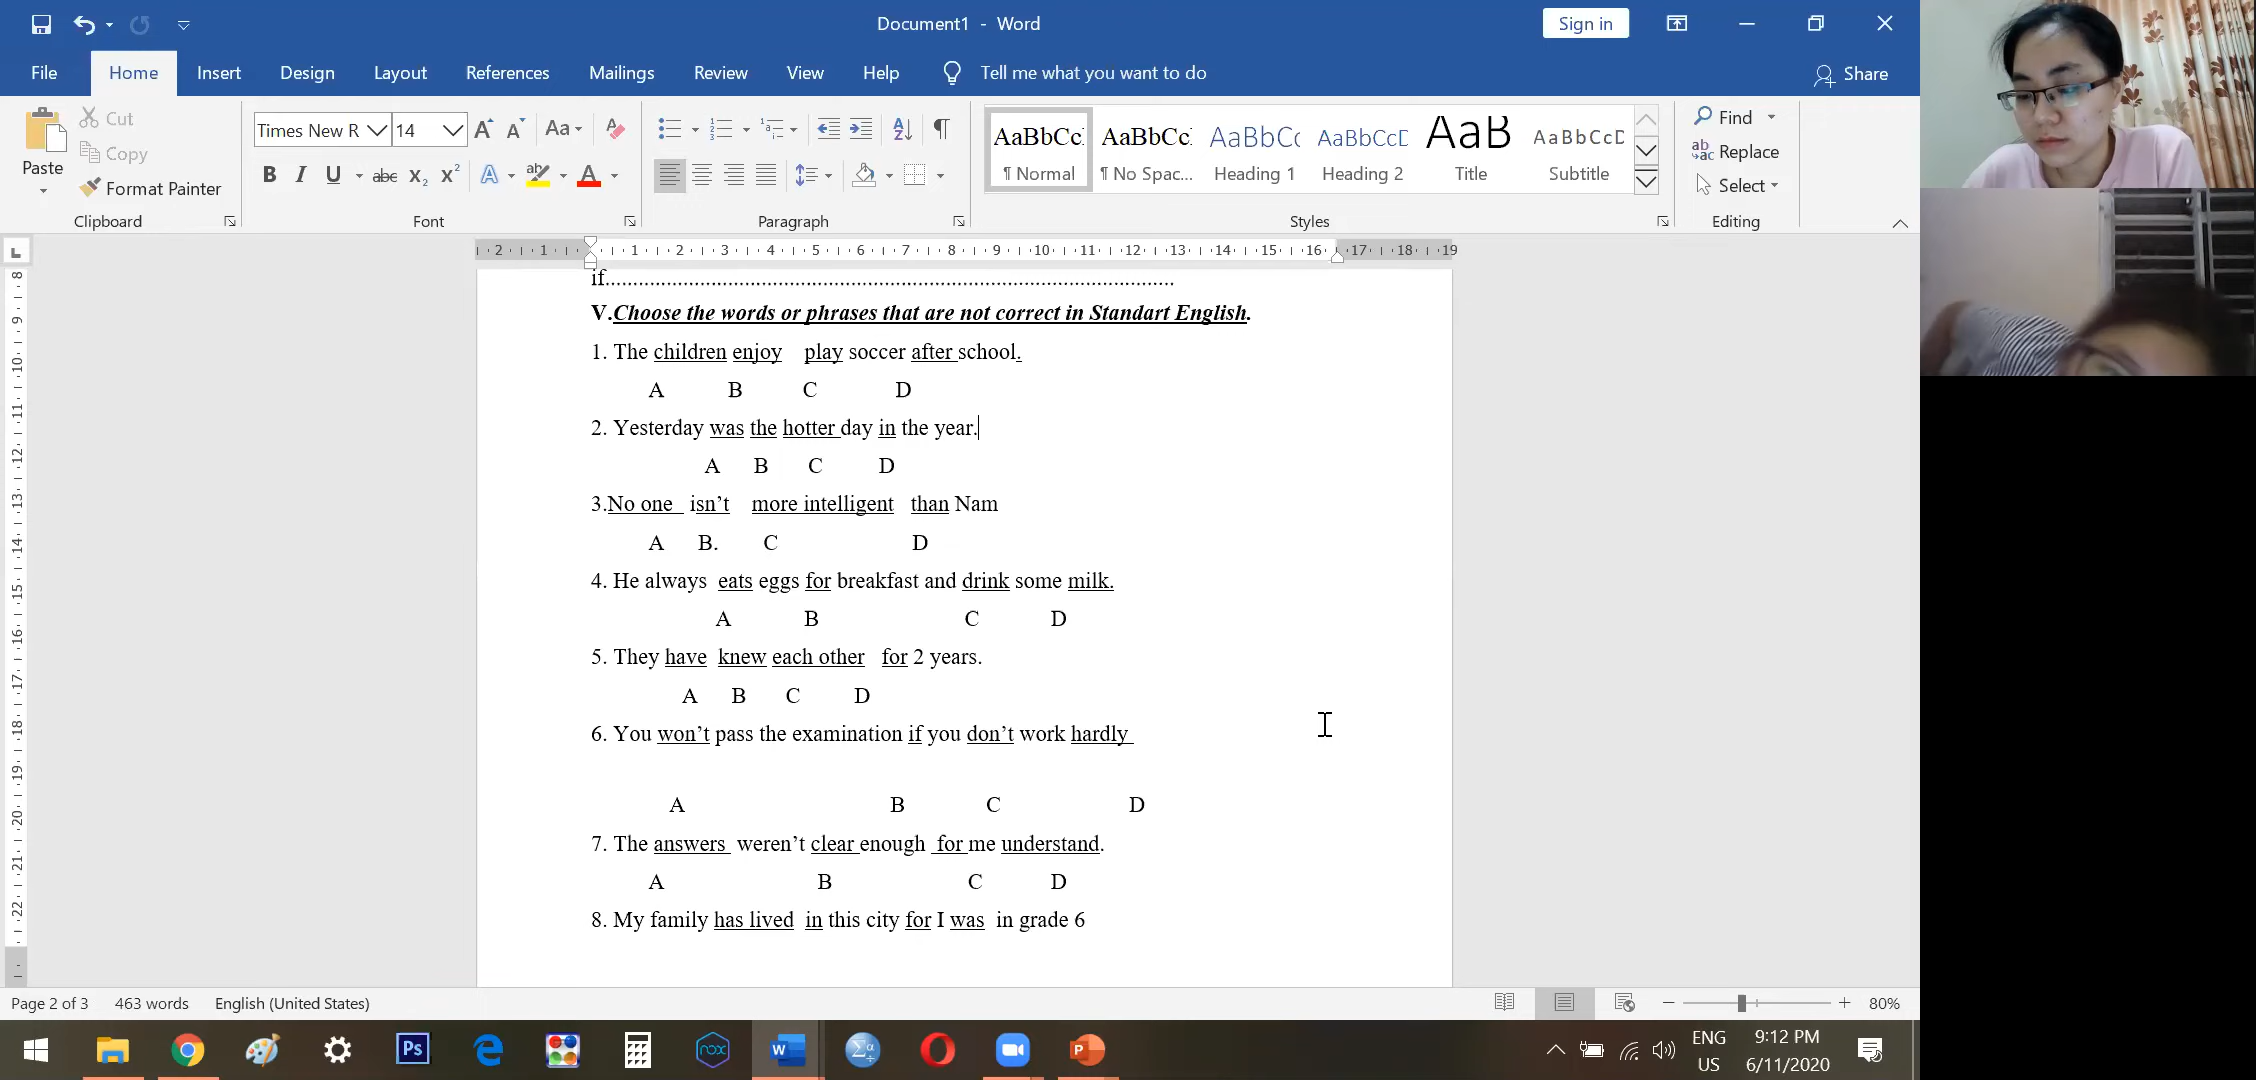 Document1 - Word
Sign in
File Home Insert Design Layout References Mailings Review View Help Tell me what you want to do Share
Paste
Cut
Copy
Format Painter
Clipboard
Times New R 14
Font
Paragraph
AaBbCc AaBbCc AaBbCc AaBbCcD AaB AaBbCcD
¶ Normal ¶ No Spac... Heading 1 Heading 2 Title Subtitle
Styles
Find
Replace
Select
Editing
if.......................................................................................................
V.Choose the words or phrases that are not correct in Standart English.
1. The children enjoy play soccer after school.
A B C D
2. Yesterday was the hotter day in the year.
A B C D
3.No one isn’t more intelligent than Nam
A B. C D
4. He always eats eggs for breakfast and drink some milk.
A B C D
5. They have knew each other for 2 years.
A B C D
6. You won’t pass the examination if you don’t work hardly
A B C D
7. The answers weren’t clear enough for me understand.
A B C D
8. My family has lived in this city for I was in grade 6
Page 2 of 3 463 words English (United States) 80%
ENG
US
9:12 PM
6/11/2020